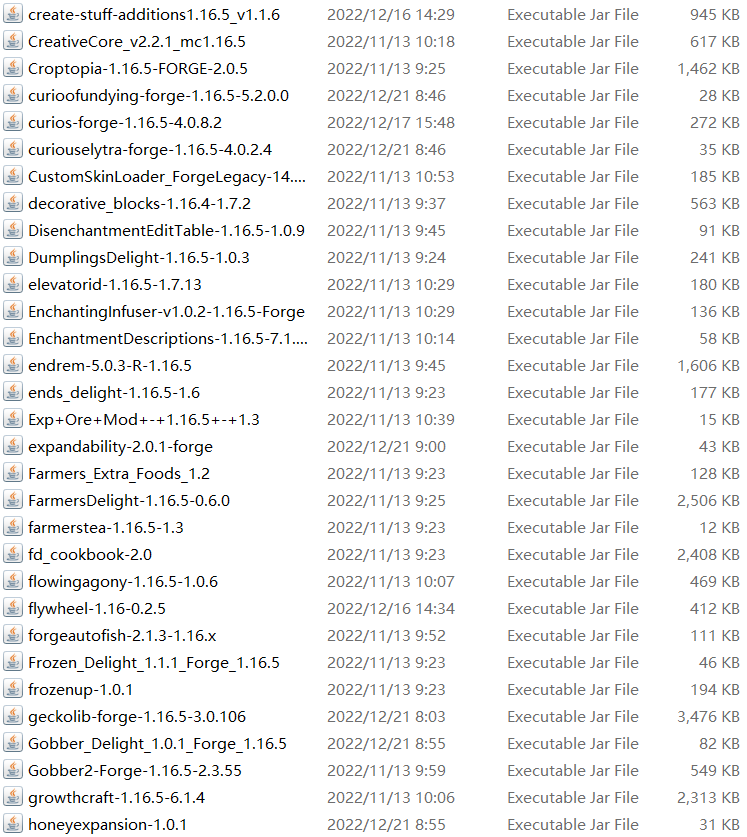 create-stuff-additions1.16.5_v1.1.6 2022/12/16 14:29 Executable Jar File 945 KB
CreativeCore_v2.2.1_mc1.16.5 2022/11/13 10:18 Executable Jar File 617 KB
Croptopia-1.16.5-FORGE-2.0.5 2022/11/13 9:25 Executable Jar File 1,462 KB
curioofundying-forge-1.16.5-5.2.0.0 2022/12/21 8:46 Executable Jar File 28 KB
curios-forge-1.16.5-4.0.8.2 2022/12/17 15:48 Executable Jar File 272 KB
curiouselytra-forge-1.16.5-4.0.2.4 2022/12/21 8:46 Executable Jar File 35 KB
CustomSkinLoader_ForgeLegacy-14.... 2022/11/13 10:53 Executable Jar File 185 KB
decorative_blocks-1.16.4-1.7.2 2022/11/13 9:37 Executable Jar File 563 KB
DisenchantmentEditTable-1.16.5-1.0.9 2022/11/13 9:45 Executable Jar File 91 KB
DumplingsDelight-1.16.5-1.0.3 2022/11/13 9:24 Executable Jar File 241 KB
elevatorid-1.16.5-1.7.13 2022/11/13 10:29 Executable Jar File 180 KB
EnchantingInfuser-v1.0.2-1.16.5-Forge 2022/11/13 10:29 Executable Jar File 136 KB
EnchantmentDescriptions-1.16.5-7.1.... 2022/11/13 10:14 Executable Jar File 58 KB
endrem-5.0.3-R-1.16.5 2022/11/13 9:45 Executable Jar File 1,606 KB
ends_delight-1.16.5-1.6 2022/11/13 9:23 Executable Jar File 177 KB
Exp+Ore+Mod+-+1.16.5+-+1.3 2022/11/13 10:39 Executable Jar File 15 KB
expandability-2.0.1-forge 2022/12/21 9:00 Executable Jar File 43 KB
Farmers_Extra_Foods_1.2 2022/11/13 9:23 Executable Jar File 128 KB
FarmersDelight-1.16.5-0.6.0 2022/11/13 9:25 Executable Jar File 2,506 KB
farmerstea-1.16.5-1.3 2022/11/13 9:23 Executable Jar File 12 KB
fd_cookbook-2.0 2022/11/13 9:23 Executable Jar File 2,408 KB
flowingagony-1.16.5-1.0.6 2022/11/13 10:07 Executable Jar File 469 KB
flywheel-1.16-0.2.5 2022/12/16 14:34 Executable Jar File 412 KB
forgeautofish-2.1.3-1.16.x 2022/11/13 9:52 Executable Jar File 111 KB
Frozen_Delight_1.1.1_Forge_1.16.5 2022/11/13 9:23 Executable Jar File 46 KB
frozenup-1.0.1 2022/11/13 9:23 Executable Jar File 194 KB
geckolib-forge-1.16.5-3.0.106 2022/12/21 8:03 Executable Jar File 3,476 KB
Gobber_Delight_1.0.1_Forge_1.16.5 2022/12/21 8:55 Executable Jar File 82 KB
Gobber2-Forge-1.16.5-2.3.55 2022/11/13 9:59 Executable Jar File 549 KB
growthcraft-1.16.5-6.1.4 2022/11/13 10:06 Executable Jar File 2,313 KB
honeyexpansion-1.0.1 2022/12/21 8:55 Executable Jar File 31 KB